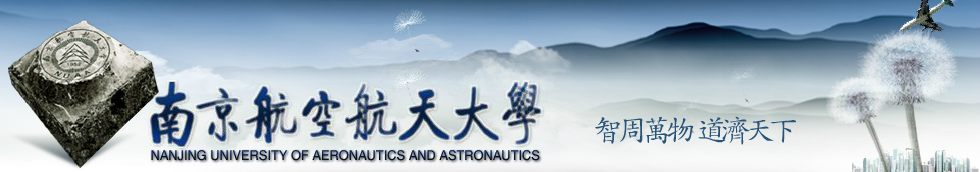 南京航空航天大學
NANJING UNIVERSITY OF AERONAUTICS AND ASTRONAUTICS
智周萬物 道濟天下